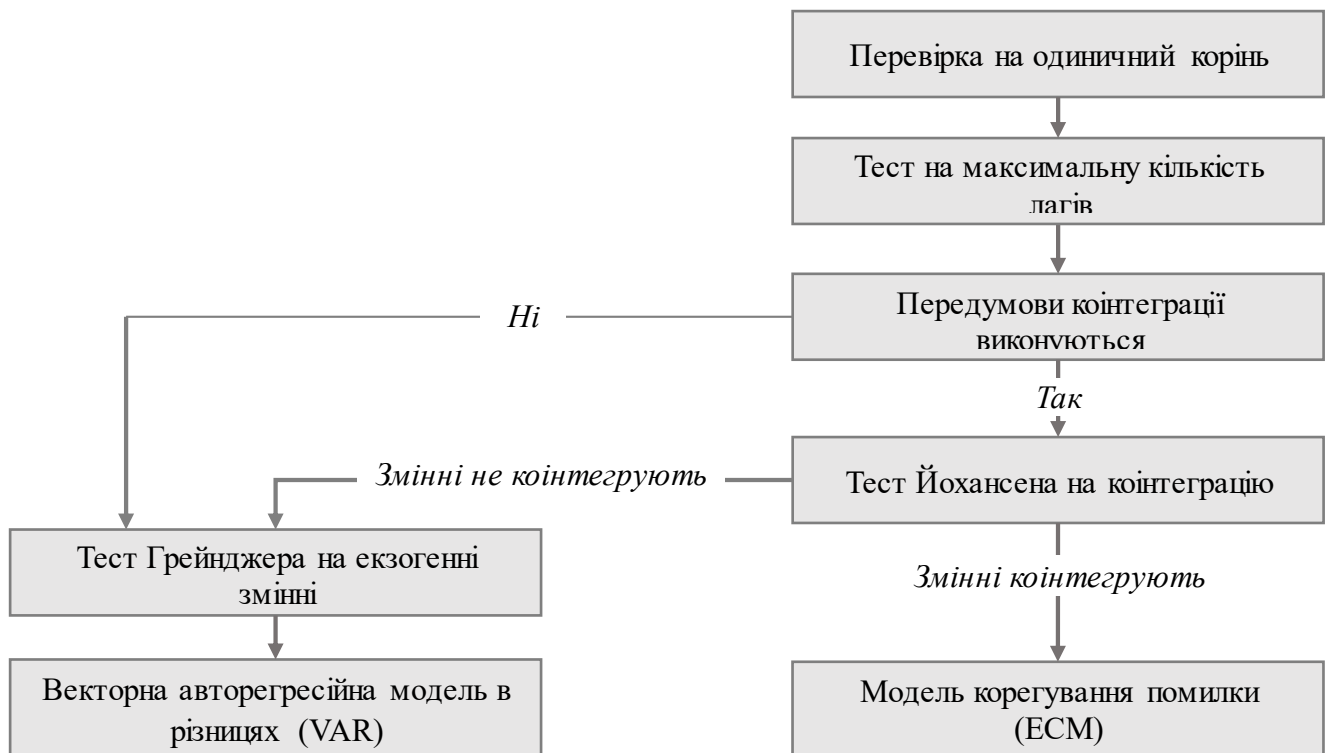 Перевірка на одиничний корінь
Тест на максимальну кількість
лагів
Передумови коінтеграції
виконуються
Ні
Так
Змінні не коінтегрують
Тест Йохансена на коінтеграцію
Тест Грейнджера на екзогенні
змінні
Змінні коінтегрують
Векторна авторегресійна модель в
різницях (VAR)
Модель корегування помилки
(ECM)